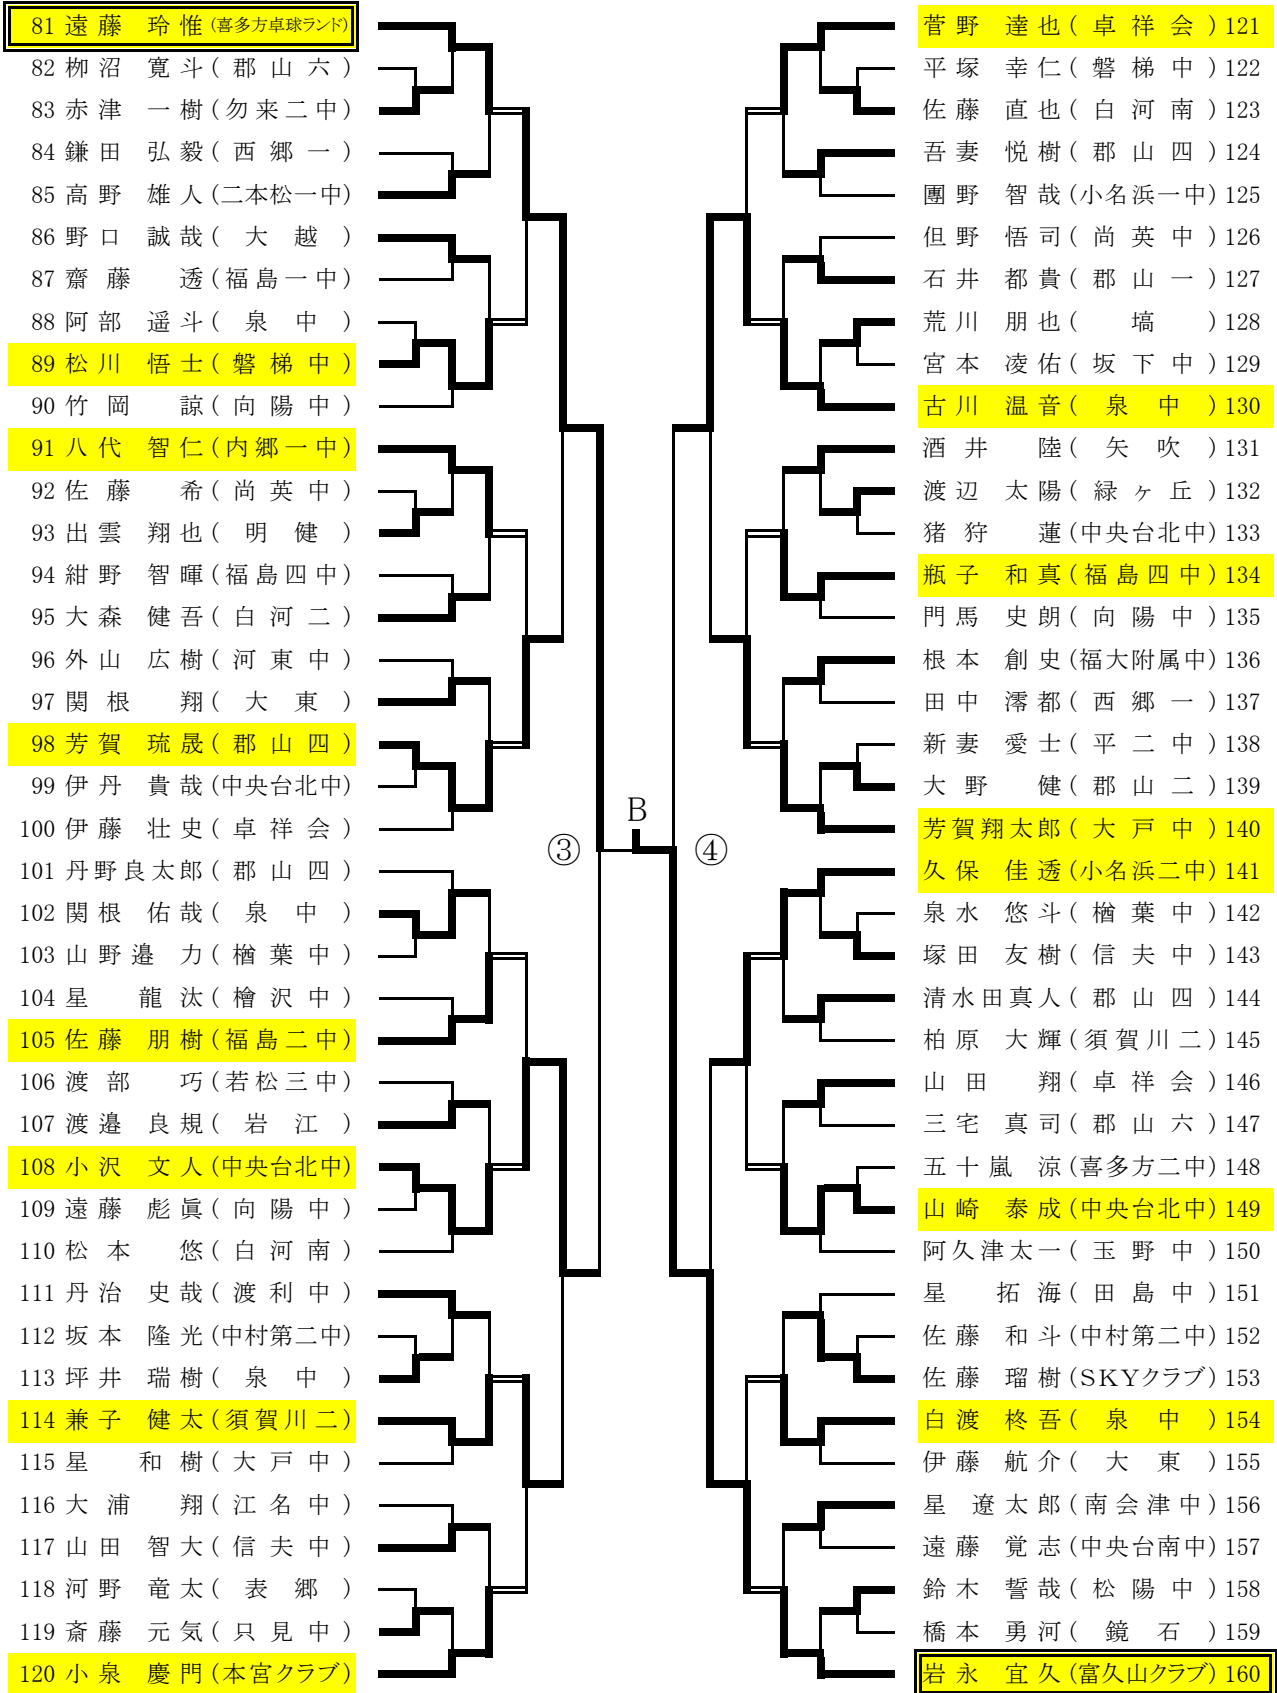 81 遠藤 玲惟(喜多方卓球ランド)
82 栁沼 寛斗(郡山六)
83 赤津 一樹(勿来二中)
84 鎌田 弘毅(西郷一)
85 高野 雄人(二本松一中)
86 野口 誠哉(大越)
87 齋藤 透(福島一中)
88 阿部 遥斗(泉中)
89 松川 悟士(磐梯中)
90 竹岡 諒(向陽中)
91 八代 智仁(内郷一中)
92 佐藤 希(尚英中)
93 出雲 翔也(明健)
94 紺野 智暉(福島四中)
95 大森 健吾(白河二)
96 外山 広樹(河東中)
97 関根 翔(大東)
98 芳賀 琉晟(郡山四)
99 伊丹 貴哉(中央台北中)
100 伊藤 壮史(卓祥会)
101 丹野良太郎(郡山四)
102 関根 佑哉(泉中)
103 山野邉 力(楢葉中)
104 星 龍汰(檜沢中)
105 佐藤 朋樹(福島二中)
106 渡部 巧(若松三中)
107 渡邉 良規(岩江)
108 小沢 文人(中央台北中)
109 遠藤 彪眞(向陽中)
110 松本 悠(白河南)
111 丹治 史哉(渡利中)
112 坂本 隆光(中村第二中)
113 坪井 瑞樹(泉中)
114 兼子 健太(須賀川二)
115 星 和樹(大戸中)
116 大浦 翔(江名中)
117 山田 智大(信夫中)
118 河野 竜太(表郷)
119 斎藤 元気(只見中)
120 小泉 慶門(本宮クラブ)
B
③
④
菅野 達也(卓祥会)121
平塚 幸仁(磐梯中)122
佐藤 直也(白河南)123
吾妻 悦樹(郡山四)124
團野 智哉(小名浜一中)125
但野 悟司(尚英中)126
石井 都貴(郡山一)127
荒川 朋也(塙)128
宮本 凌佑(坂下中)129
古川 温音(泉中)130
酒井 陸(矢吹)131
渡辺 太陽(緑ヶ丘)132
猪狩 蓮(中央台北中)133
瓶子 和真(福島四中)134
門馬 史朗(向陽中)135
根本 創史(福大附属中)136
田中 澪都(西郷一)137
新妻 愛士(平二中)138
大野 健(郡山二)139
芳賀翔太郎(大戸中)140
久保 佳透(小名浜二中)141
泉水 悠斗(楢葉中)142
塚田 友樹(信夫中)143
清水田真人(郡山四)144
柏原 大輝(須賀川二)145
山田 翔(卓祥会)146
三宅 真司(郡山六)147
五十嵐 涼(喜多方二中)148
山崎 泰成(中央台北中)149
阿久津太一(玉野中)150
星 拓海(田島中)151
佐藤 和斗(中村第二中)152
佐藤 瑠樹(SKYクラブ)153
白渡 柊吾(泉中)154
伊藤 航介(大東)155
星 遼太郎(南会津中)156
遠藤 覚志(中央台南中)157
鈴木 誓哉(松陽中)158
橋本 勇河(鏡石)159
岩永 宜久(富久山クラブ)160